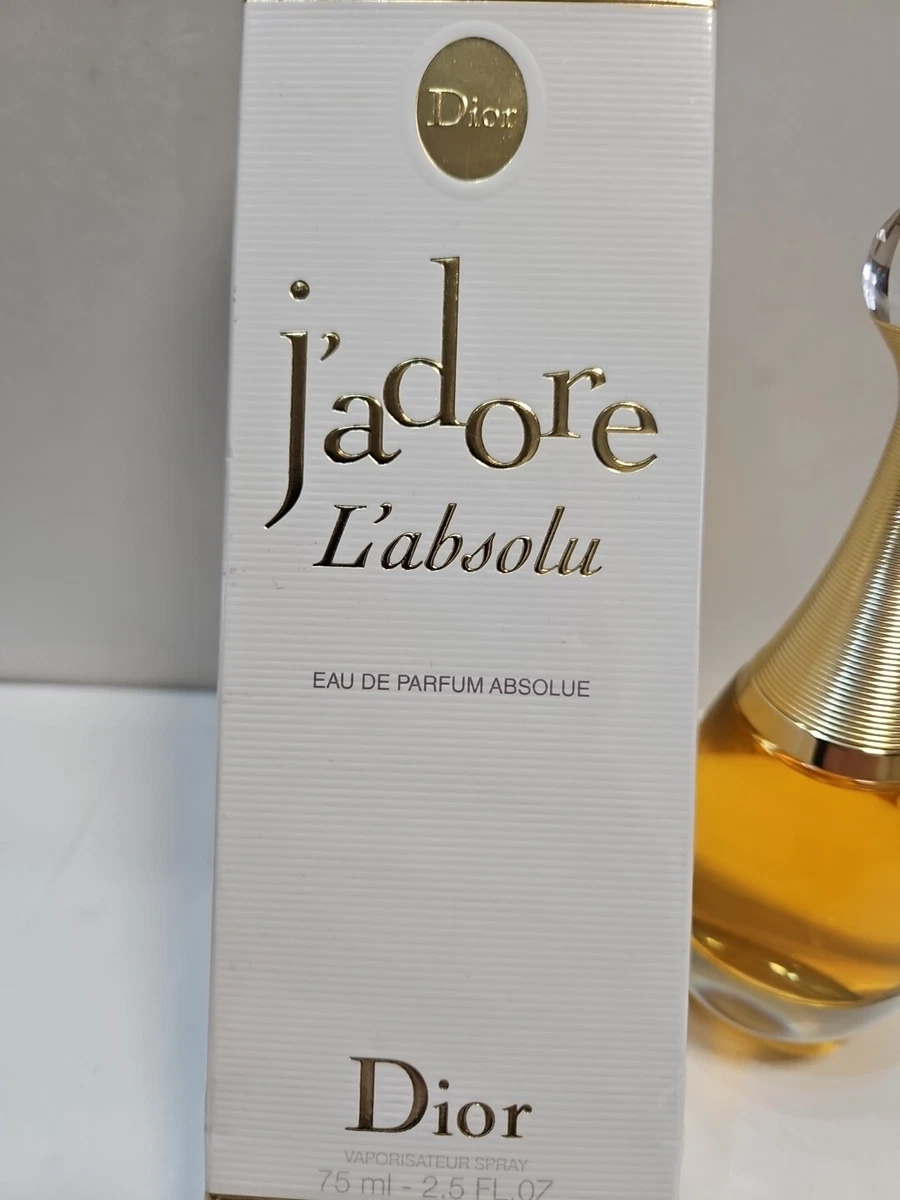 Dior
j'adore
L'absolu
EAU DE PARFUM ABSOLUE
Dior
VAPORISATEUR SPRAY
75 ml - 2.5 FL.OZ